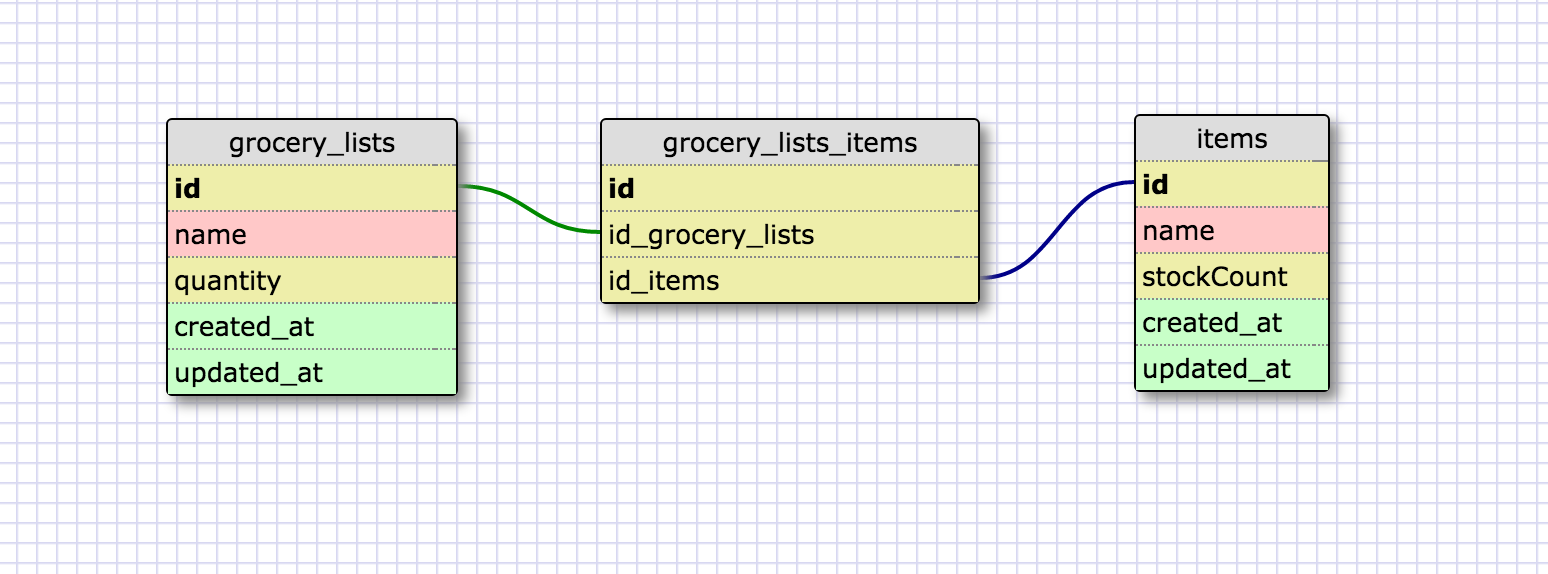 grocery_lists
id
name
quantity
created_at
updated_at
grocery_lists_items
id
id_grocery_lists
id_items
items
id
name
stockCount
created_at
updated_at